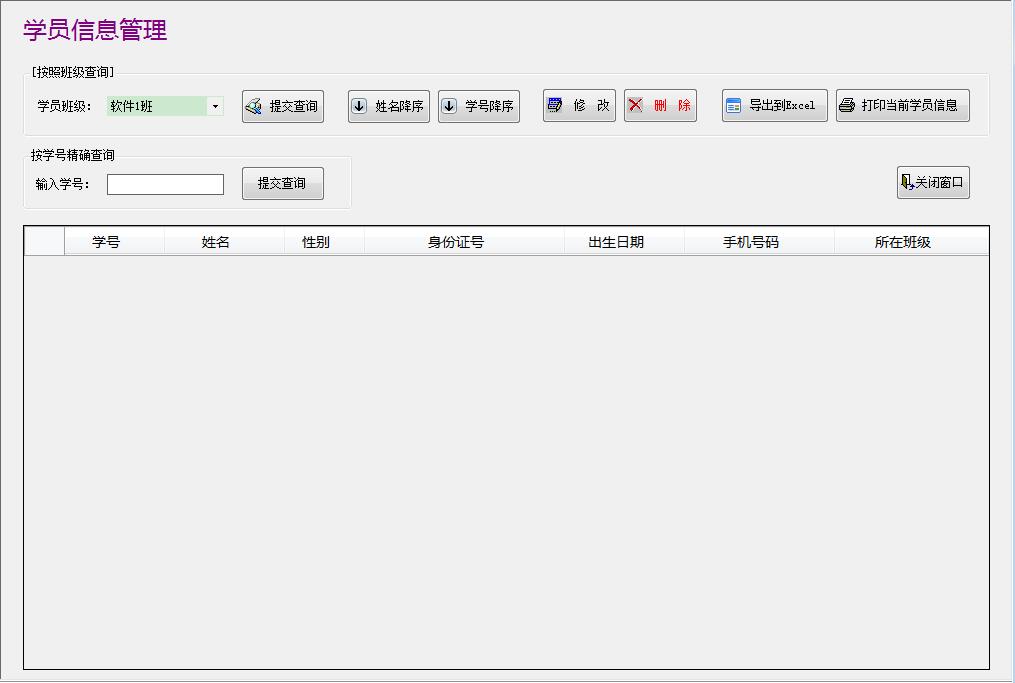 学员信息管理
[按照班级查询]
学员班级： 软件1班 提交查询 姓名降序 学号降序 修 改 删 除 导出到Excel 打印当前学员信息
按学号精确查询
输入学号： 提交查询 关闭窗口
学号 姓名 性别 身份证号 出生日期 手机号码 所在班级